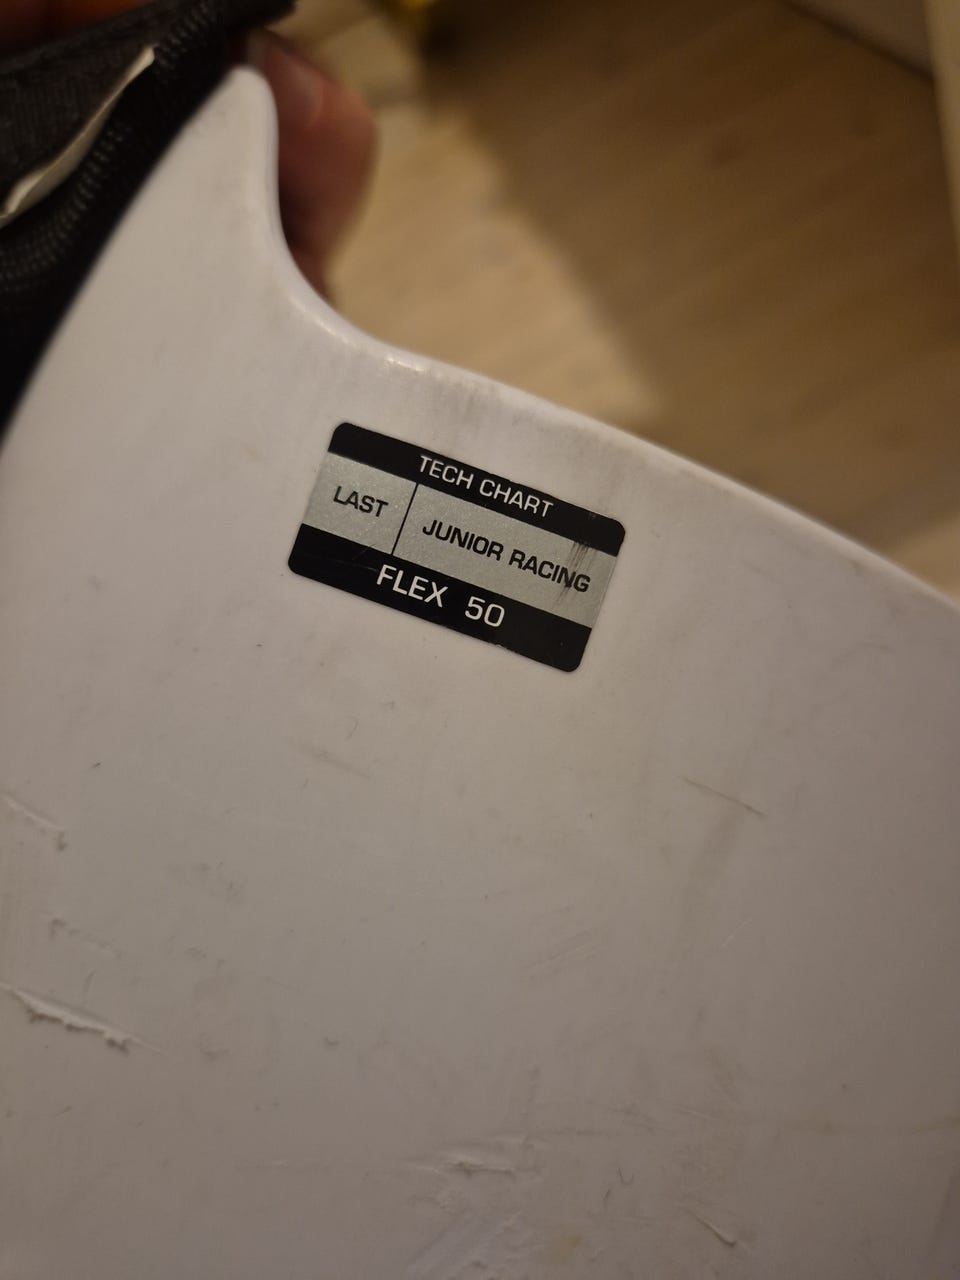 TECH CHART
LAST JUNIOR RACING
FLEX 50